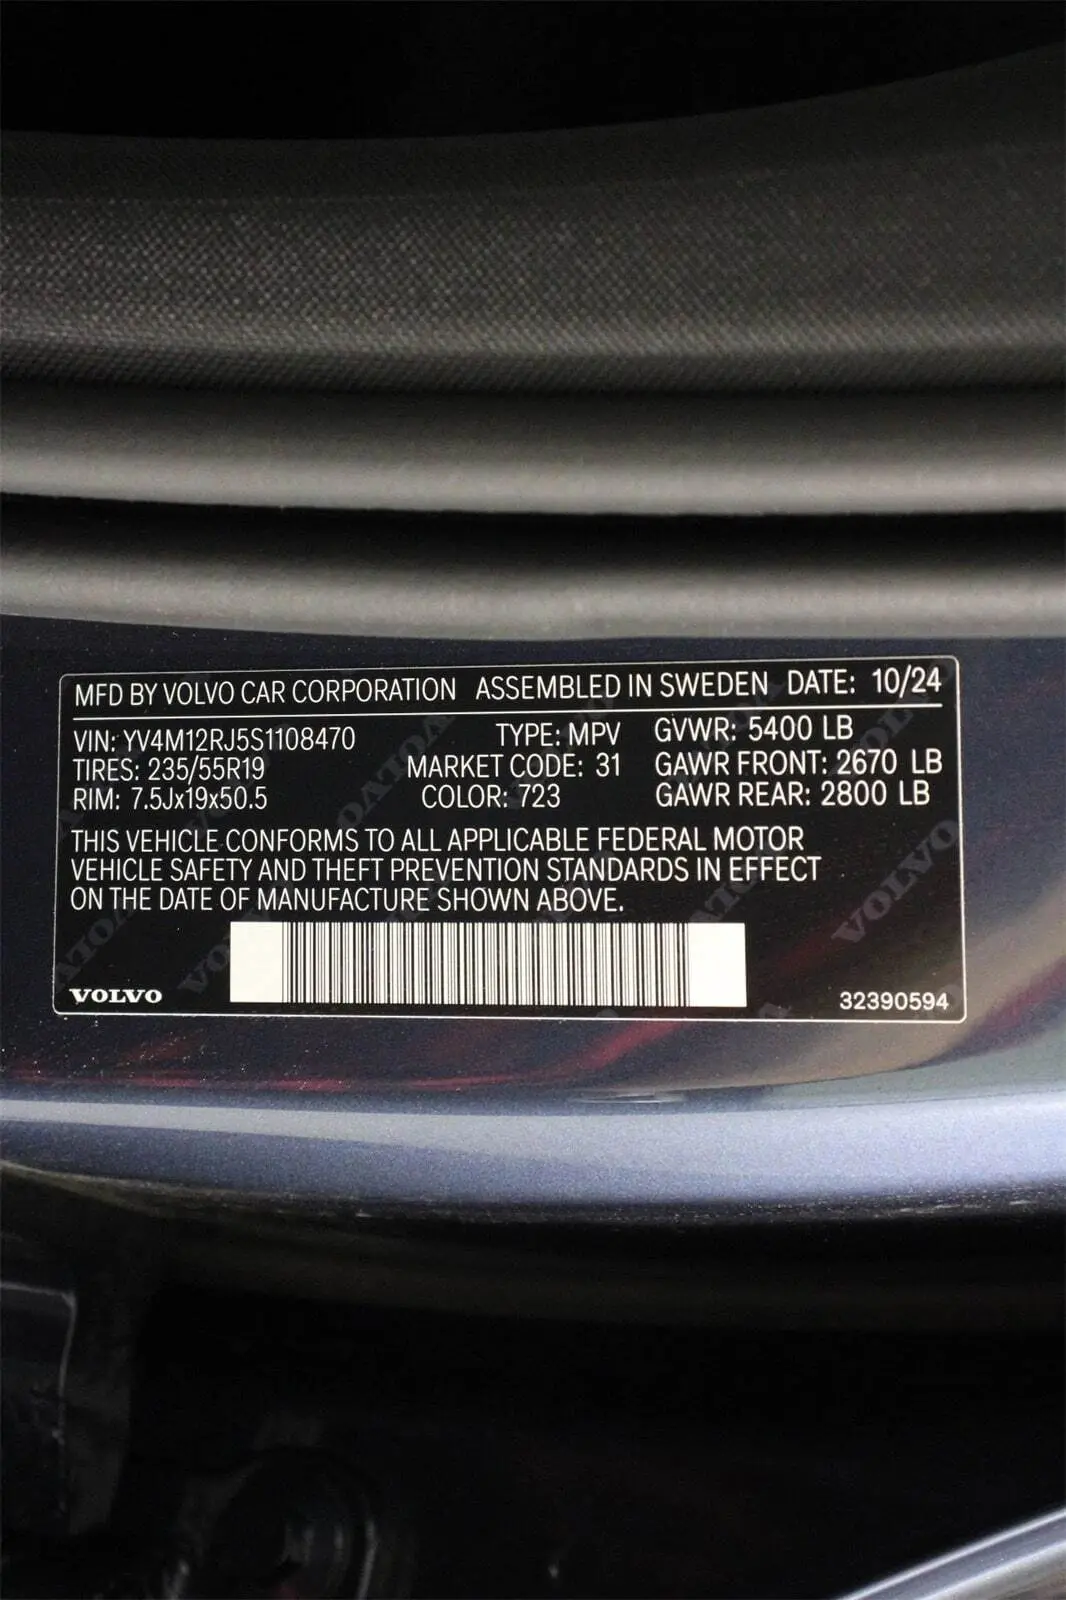 MFD BY VOLVO CAR CORPORATION ASSEMBLED IN SWEDEN DATE: 10/24
VIN: YV4M12RJ5S1108470 TYPE: MPV GVWR: 5400 LB
TIRES: 235/55R19 MARKET CODE: 31 GAWR FRONT: 2670 LB
RIM: 7.5Jx19x50.5 COLOR: 723 GAWR REAR: 2800 LB
THIS VEHICLE CONFORMS TO ALL APPLICABLE FEDERAL MOTOR
VEHICLE SAFETY AND THEFT PREVENTION STANDARDS IN EFFECT
ON THE DATE OF MANUFACTURE SHOWN ABOVE.
VOLVO 32390594